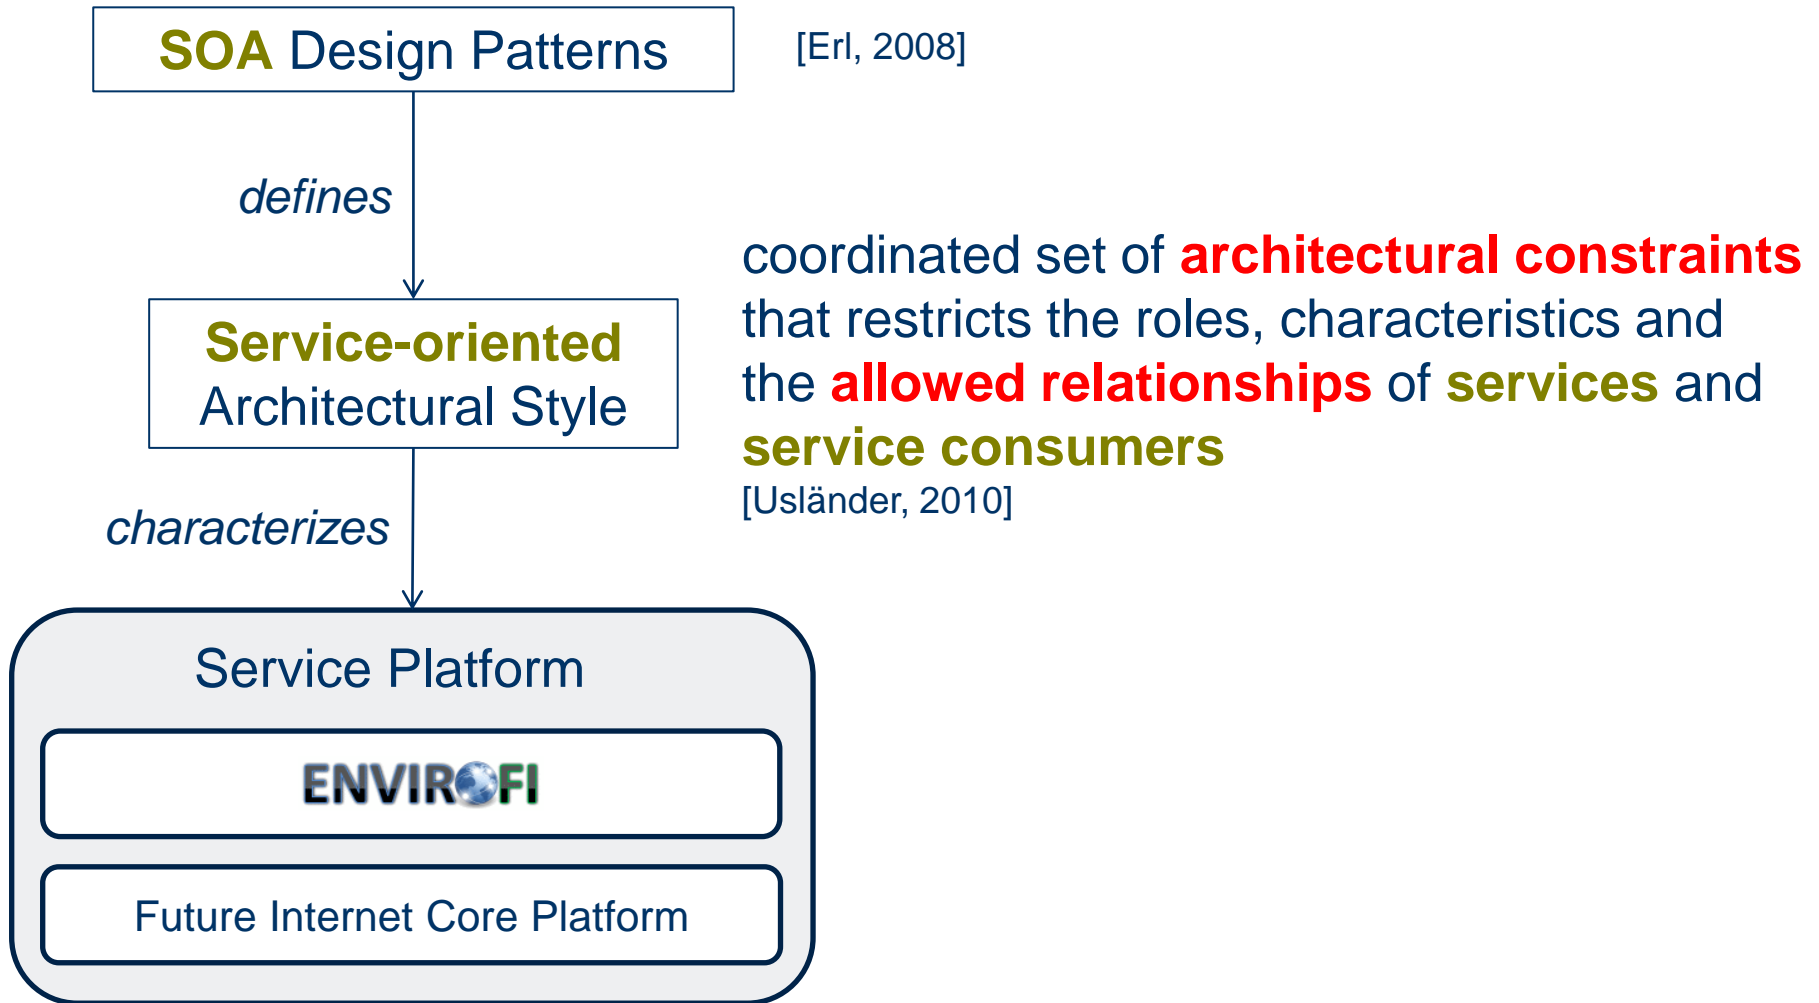 SOA Design Patterns
[Erl, 2008]
defines
Service-oriented
Architectural Style
coordinated set of architectural constraints
that restricts the roles, characteristics and
the allowed relationships of services and
service consumers
[Usländer, 2010]
characterizes
Service Platform
ENVIROFI
Future Internet Core Platform